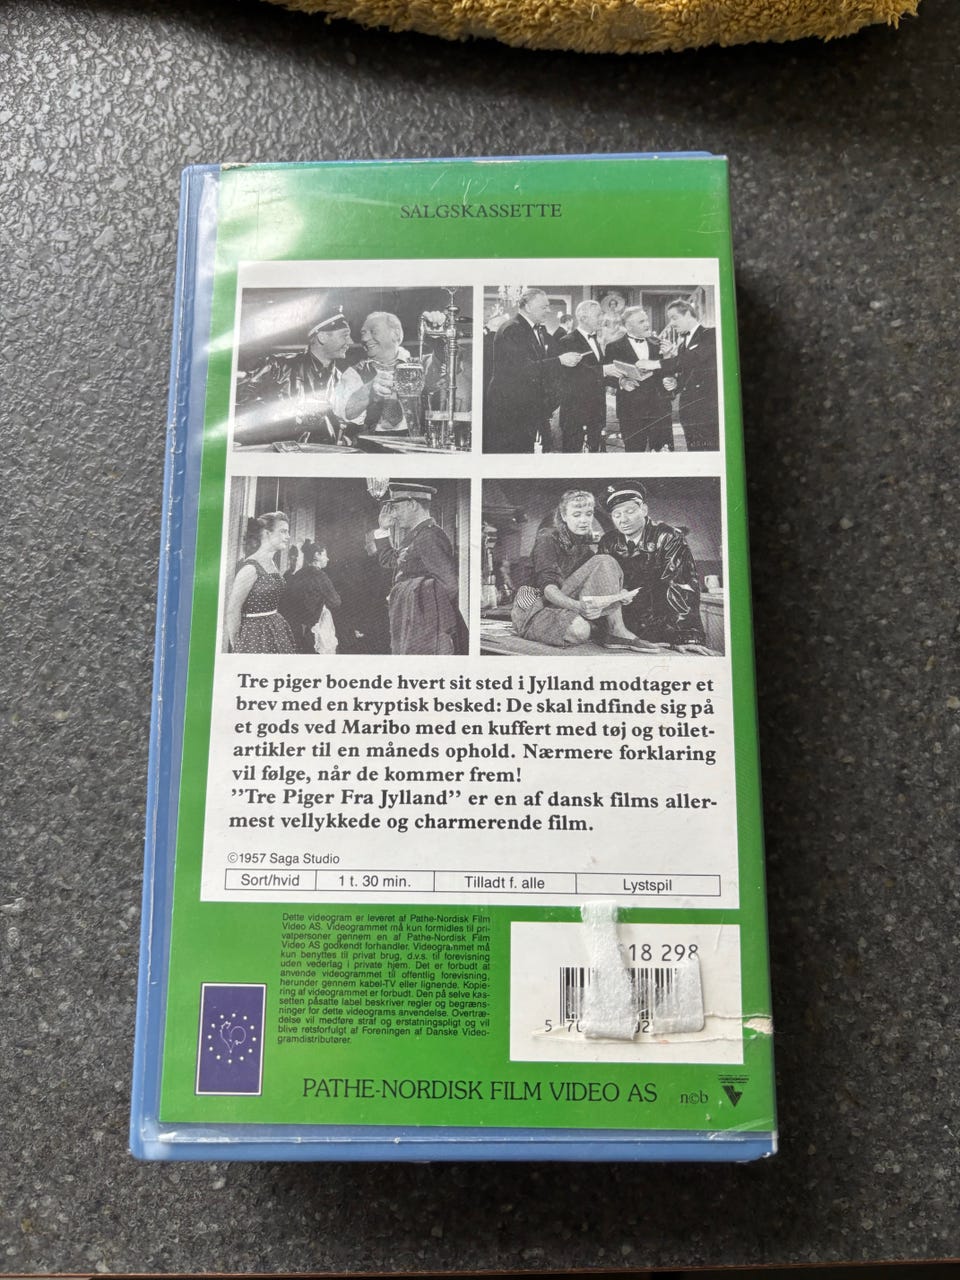 SALGSKASSETTE
Tre piger boende hvert sit sted i Jylland modtager et
brev med en kryptisk besked: De skal indfinde sig på
et gods ved Maribo med en kuffert med tøj og toilet-
artikler til en måneds ophold. Nærmere forklaring
vil følge, når de kommer frem!
”Tre Piger Fra Jylland” er en af dansk films aller-
mest vellykkede og charmerende film.
©1957 Saga Studio
Sort/hvid 1 t. 30 min. Tilladt f. alle Lystspil
Dette videogram er leveret af Pathe-Nordisk Film
Video AS. Videogrammet må kun formidles til pri-
vatpersoner gennem en af Pathe-Nordisk Film
Video AS godkendt forhandler. Videogrammet må
kun benyttes til privat brug, d.v.s. til forevisning
uden vederlag i private hjem. Det er forbudt at
anvende videogrammet til offentlig forevisning,
herunder gennem kabel-TV eller lignende. Kopie-
ring af videogrammet er forbudt. Den på selve kas-
setten påsatte label beskriver regler og begræns-
ninger for dette videograms anvendelse. Overtræ-
delse vil medføre straf og erstatningspligt og vil
blive retsforfulgt af Foreningen af Danske Video-
gramdistributører.
18 298
5 70 02
PATHE-NORDISK FILM VIDEO AS
n©b